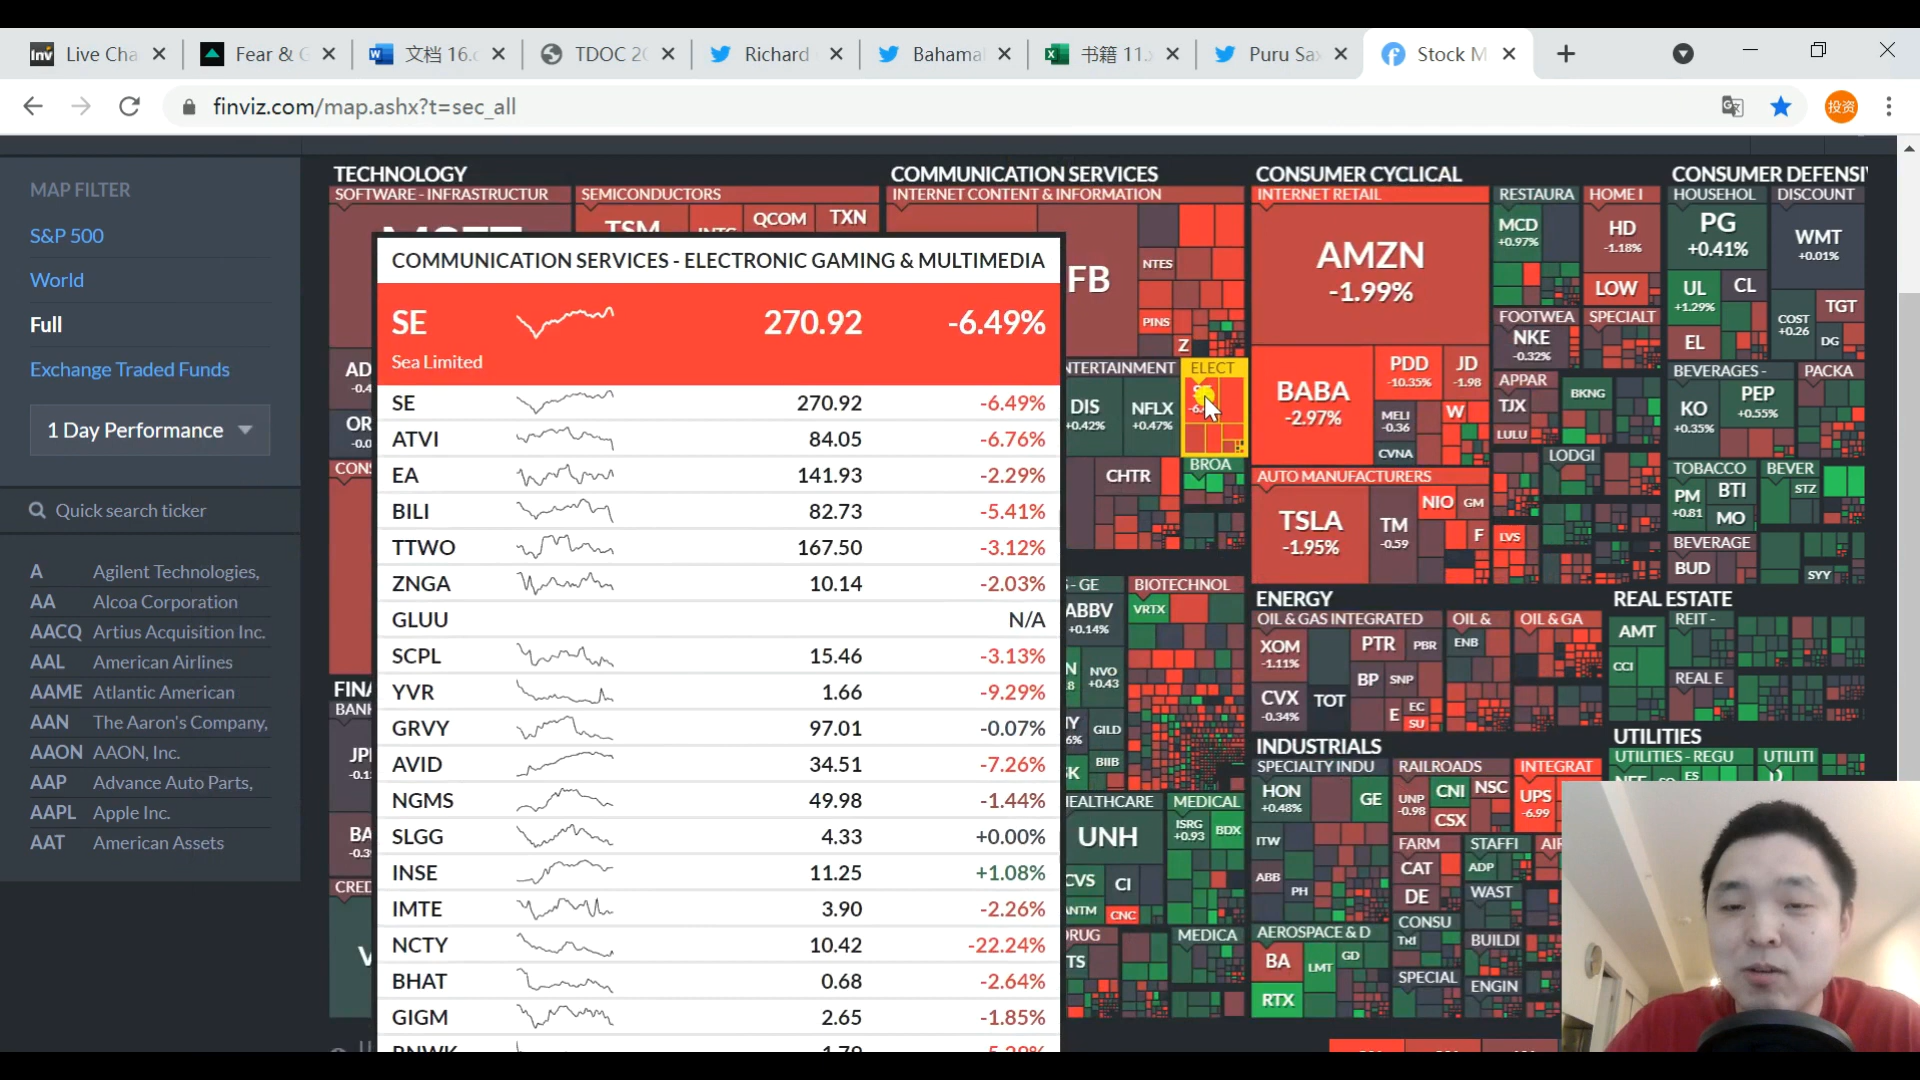 Live Cha
Fear & G
文档 16.
TDOC 20
Richard
Bahama
书籍 11.
Puru Sax
Stock M
finviz.com/map.ashx?t=sec_all
投资
MAP FILTER
S&P 500
World
Full
Exchange Traded Funds
1 Day Performance
Quick search ticker
A Agilent Technologies,
AA Alcoa Corporation
AACQ Artius Acquisition Inc.
AAL American Airlines
AAME Atlantic American
AAN The Aaron's Company,
AAON AAON, Inc.
AAP Advance Auto Parts,
AAPL Apple Inc.
AAT American Assets
TECHNOLOGY
SOFTWARE - INFRASTRUCTUR
SEMICONDUCTORS
TSM
QCOM
TXN
COMMUNICATION SERVICES - ELECTRONIC GAMING & MULTIMEDIA
SE 270.92 -6.49%
Sea Limited
SE 270.92 -6.49%
ATVI 84.05 -6.76%
EA 141.93 -2.29%
BILI 82.73 -5.41%
TTWO 167.50 -3.12%
ZNGA 10.14 -2.03%
GLUU N/A
SCPL 15.46 -3.13%
YVR 1.66 -9.29%
GRVY 97.01 -0.07%
AVID 34.51 -7.26%
NGMS 49.98 -1.44%
SLGG 4.33 +0.00%
INSE 11.25 +1.08%
IMTE 3.90 -2.26%
NCTY 10.42 -22.24%
BHAT 0.68 -2.64%
GIGM 2.65 -1.85%
COMMUNICATION SERVICES
INTERNET CONTENT & INFORMATION
FB
NTES
PINS
Z
NTERTAINMENT
DIS
+0.42%
NFLX
+0.47%
ELECT
CHTR
BROA
CONSUMER CYCLICAL
INTERNET RETAIL
AMZN
-1.99%
BABA
-2.97%
PDD
-10.35%
JD
-1.98
MELI
-0.36
W
CVNA
AUTO MANUFACTURERS
TSLA
-1.95%
TM
-0.59
NIO
GM
F
RESTAURA
MCD
+0.97%
HOME I
HD
-1.18%
LOW
FOOTWEA
NKE
-0.32%
SPECIALT
APPAR
TJX
LULU
BKNG
LODGI
LVS
CONSUMER DEFENSI
HOUSEHOL
PG
+0.41%
UL
+1.29%
CL
EL
DISCOUNT
WMT
+0.01%
COST
+0.26
TGT
DG
BEVERAGES -
KO
+0.35%
PEP
+0.55%
PACKA
TOBACCO
PM
+0.81
BTI
MO
BEVER
STZ
BEVERAGE
BUD
SYY
- GE
ABBV
+0.14%
NVO
+0.43
GILD
BIIB
BIOTECHNOL
VRTX
EALTHCARE
UNH
CVS
CI
ANTM
CNC
MEDICAL
ISRG
+0.93
BDX
DRUG
MEDICA
ENERGY
OIL & GAS INTEGRATED
XOM
-1.11%
CVX
-0.34%
TOT
PTR
PBR
BP
SNP
E
EC
SU
OIL &
ENB
OIL & GA
REAL ESTATE
AMT
CCI
REIT -
REAL E
INDUSTRIALS
SPECIALTY INDU
HON
+0.48%
GE
ITW
ABB
PH
RAILROADS
UNP
-0.98
CNI
NSC
CSX
INTEGRAT
UPS
-6.99
FARM
CAT
DE
STAFFI
ADP
WAST
CONSU
TRI
BUILDI
AEROSPACE & D
BA
LMT
GD
RTX
SPECIAL
ENGIN
UTILITIES
UTILITIES - REGU
UTILITI
ES
D